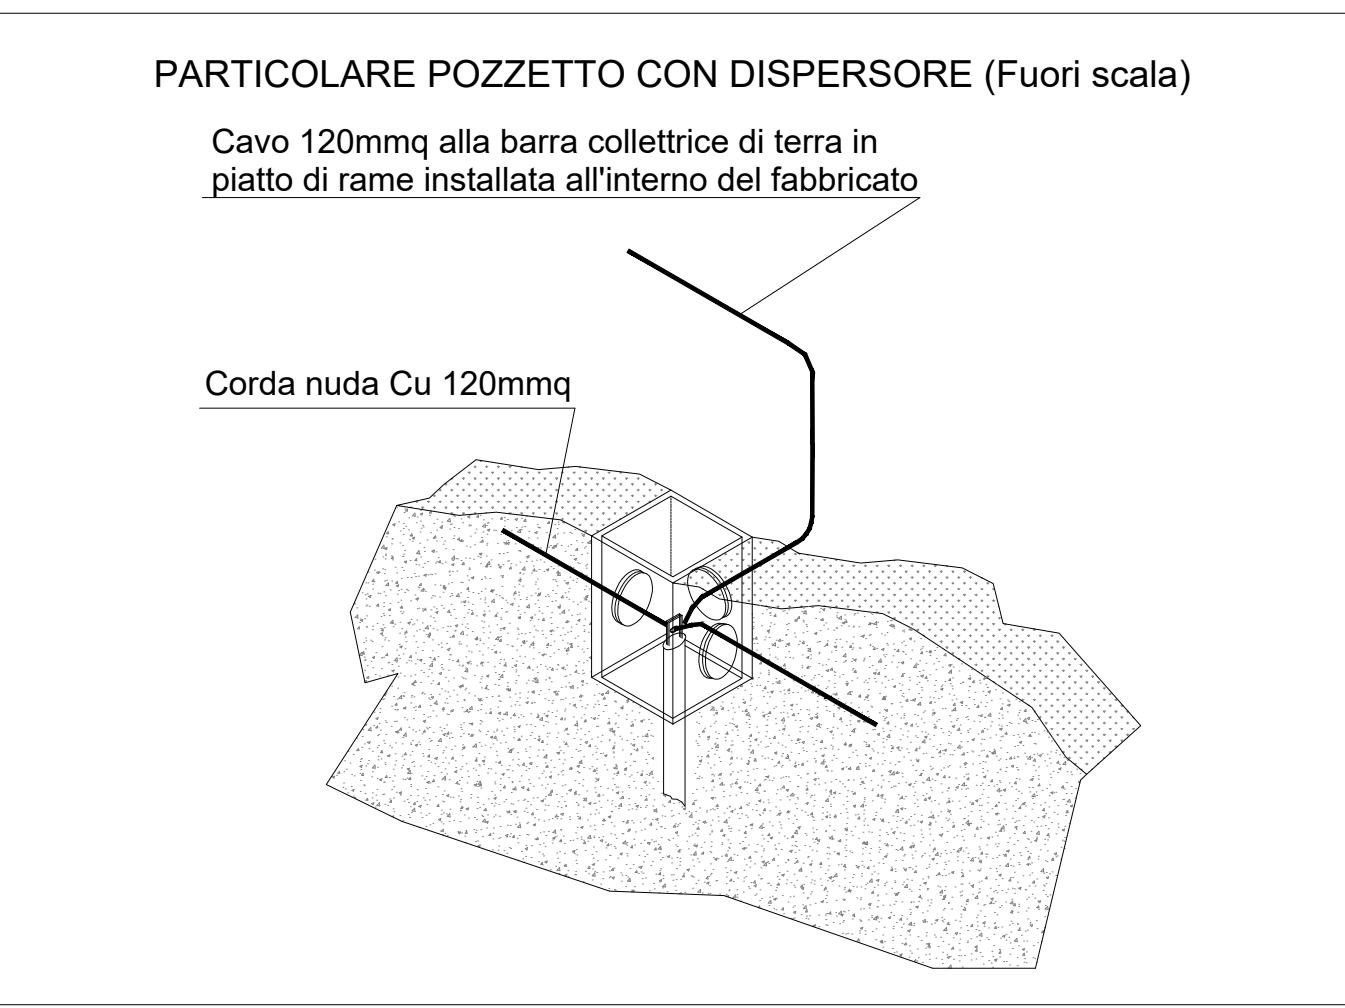 PARTICOLARE POZZETTO CON DISPERSORE (Fuori scala)
Cavo 120mmq alla barra collettrice di terra in
piatto di rame installata all'interno del fabbricato
Corda nuda Cu 120mmq